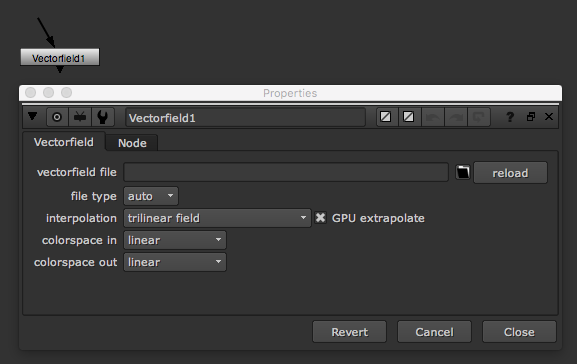 Vectorfield1
Properties
Vectorfield1 ?
Vectorfield Node
vectorfield file reload
file type auto
interpolation trilinear field GPU extrapolate
colorspace in linear
colorspace out linear
Revert Cancel Close